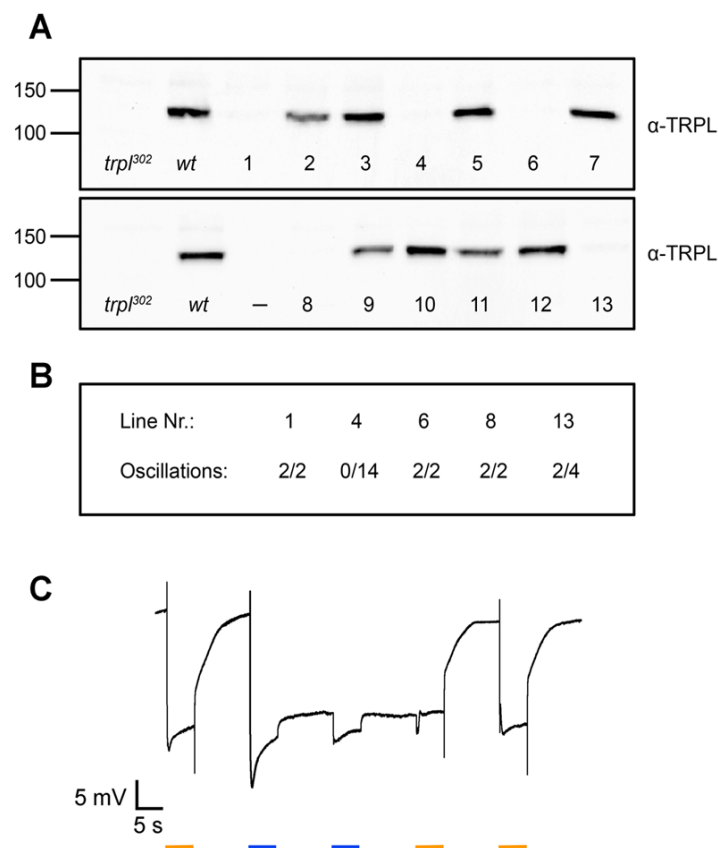 A
150
100
trpl302 wt 1 2 3 4 5 6 7
α-TRPL
150
100
trpl302 wt – 8 9 10 11 12 13
α-TRPL
B
Line Nr.: 1 4 6 8 13
Oscillations: 2/2 0/14 2/2 2/2 2/4
C
5 mV
5 s